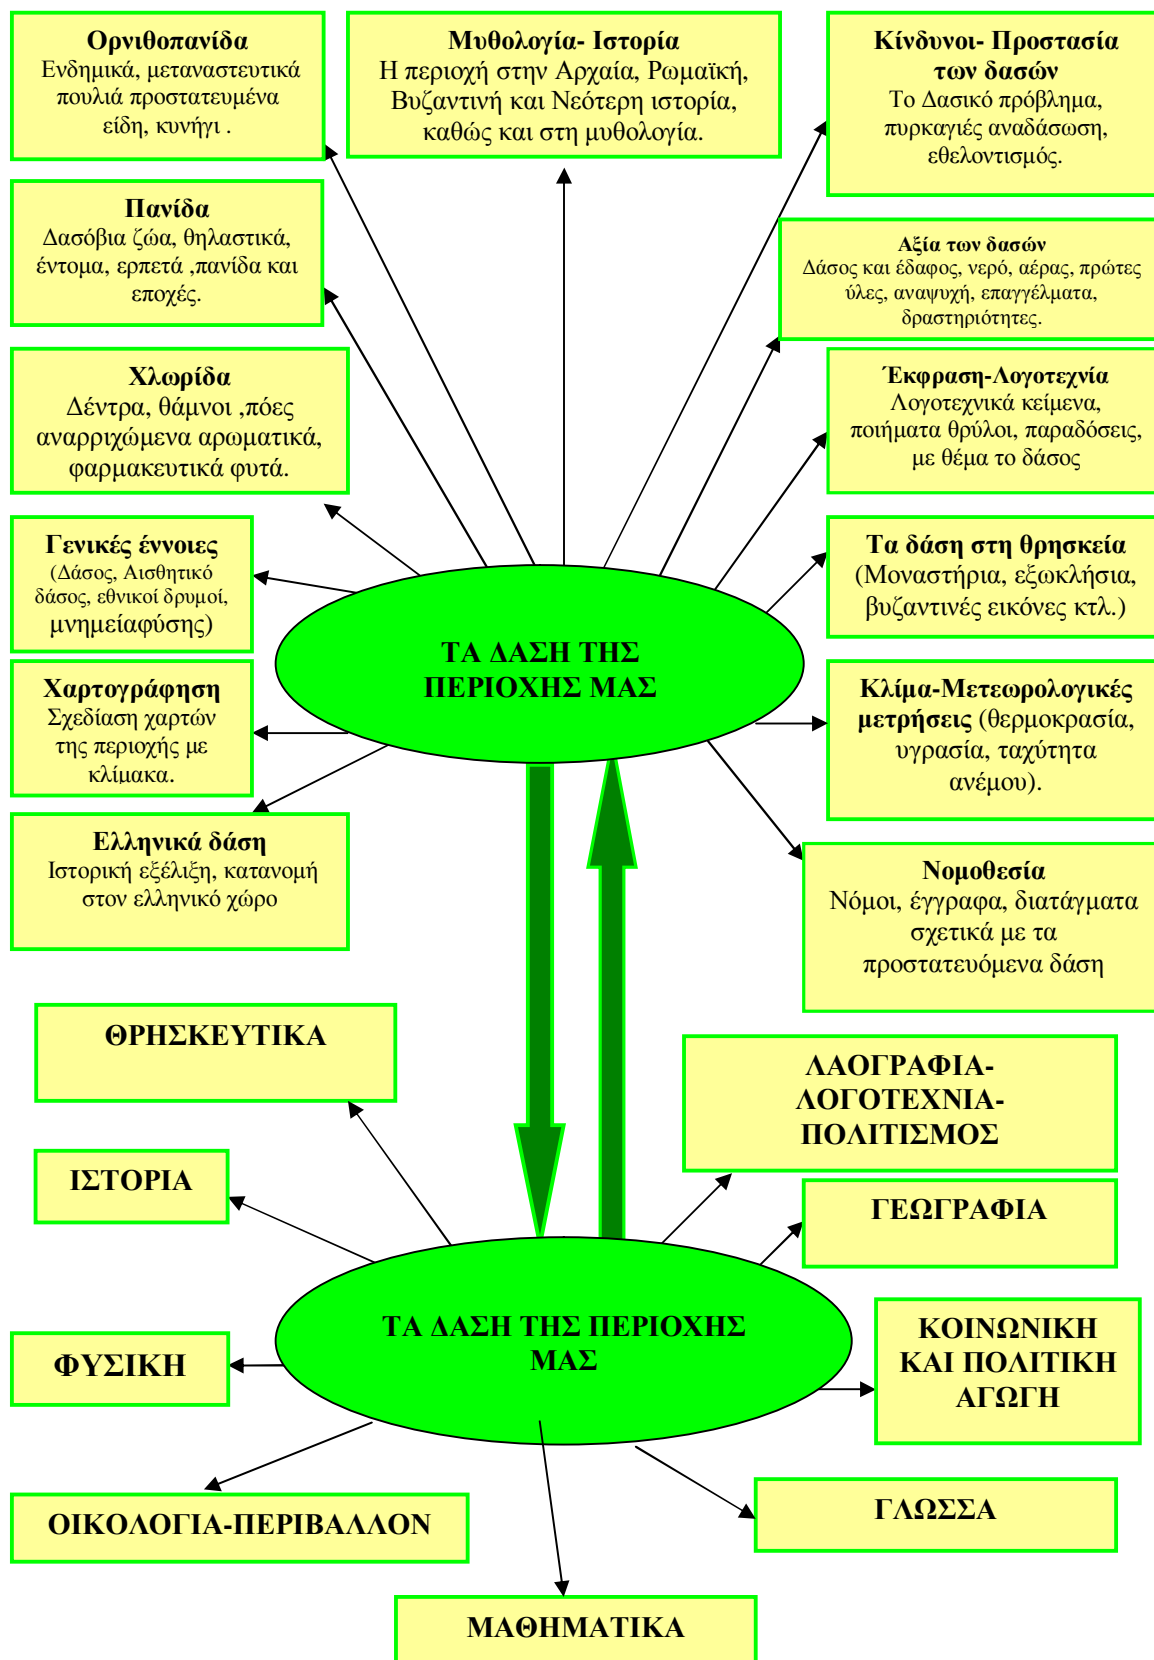 Ορνιθοπανίδα
Ενδημικά, μεταναστευτικά
πουλιά προστατευμένα
είδη, κυνήγι .
Μυθολογία- Ιστορία
Η περιοχή στην Αρχαία, Ρωμαϊκή,
Βυζαντινή και Νεότερη ιστορία,
καθώς και στη μυθολογία.
Κίνδυνοι- Προστασία
των δασών
Το Δασικό πρόβλημα,
πυρκαγιές αναδάσωση,
εθελοντισμός.
Πανίδα
Δασόβια ζώα, θηλαστικά,
έντομα, ερπετά ,πανίδα και
εποχές.
Αξία των δασών
Δάσος και έδαφος, νερό, αέρας, πρώτες
ύλες, αναψυχή, επαγγέλματα,
δραστηριότητες.
Χλωρίδα
Δέντρα, θάμνοι ,πόες
αναρριχώμενα αρωματικά,
φαρμακευτικά φυτά.
Έκφραση-Λογοτεχνία
Λογοτεχνικά κείμενα,
ποιήματα θρύλοι, παραδόσεις,
με θέμα το δάσος
Γενικές έννοιες
(Δάσος, Αισθητικό
δάσος, εθνικοί δρυμοί,
μνημείαφύσης)
Τα δάση στη θρησκεία
(Μοναστήρια, εξωκλήσια,
βυζαντινές εικόνες κτλ.)
ΤΑ ΔΑΣΗ ΤΗΣ
ΠΕΡΙΟΧΗΣ ΜΑΣ
Χαρτογράφηση
Σχεδίαση χαρτών
της περιοχής με
κλίμακα.
Κλίμα-Μετεωρολογικές
μετρήσεις (θερμοκρασία,
υγρασία, ταχύτητα
ανέμου).
Ελληνικά δάση
Ιστορική εξέλιξη, κατανομή
στον ελληνικό χώρο
Νομοθεσία
Νόμοι, έγγραφα, διατάγματα
σχετικά με τα
προστατευόμενα δάση
ΘΡΗΣΚΕΥΤΙΚΑ
ΛΑΟΓΡΑΦΙΑ-
ΛΟΓΟΤΕΧΝΙΑ-
ΠΟΛΙΤΙΣΜΟΣ
ΙΣΤΟΡΙΑ
ΓΕΩΓΡΑΦΙΑ
ΤΑ ΔΑΣΗ ΤΗΣ ΠΕΡΙΟΧΗΣ
ΜΑΣ
ΦΥΣΙΚΗ
ΚΟΙΝΩΝΙΚΗ
ΚΑΙ ΠΟΛΙΤΙΚΗ
ΑΓΩΓΗ
ΟΙΚΟΛΟΓΙΑ-ΠΕΡΙΒΑΛΛΟΝ
ΓΛΩΣΣΑ
ΜΑΘΗΜΑΤΙΚΑ